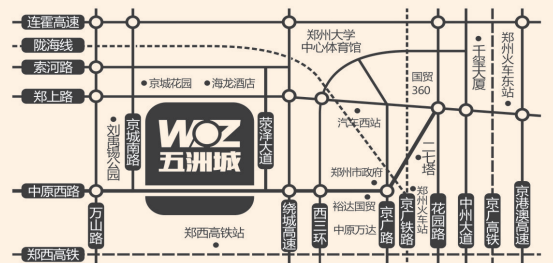 连霍高速
陇海线
索河路
郑上路
中原西路
郑西高铁
郑州大学
中心体育馆
京城花园
海龙酒店
刘禹锡公园
京城南路
WOZ
五洲城
荥泽大道
汽车西站
国贸
360
千玺大厦
郑州火车东站
二七塔
郑州市政府
裕达国贸
中原万达
郑州火车站
郑西高铁站
万山路
绕城高速
西三环
京广路
京广铁路
花园路
中州大道
京广高铁
京港澳高速